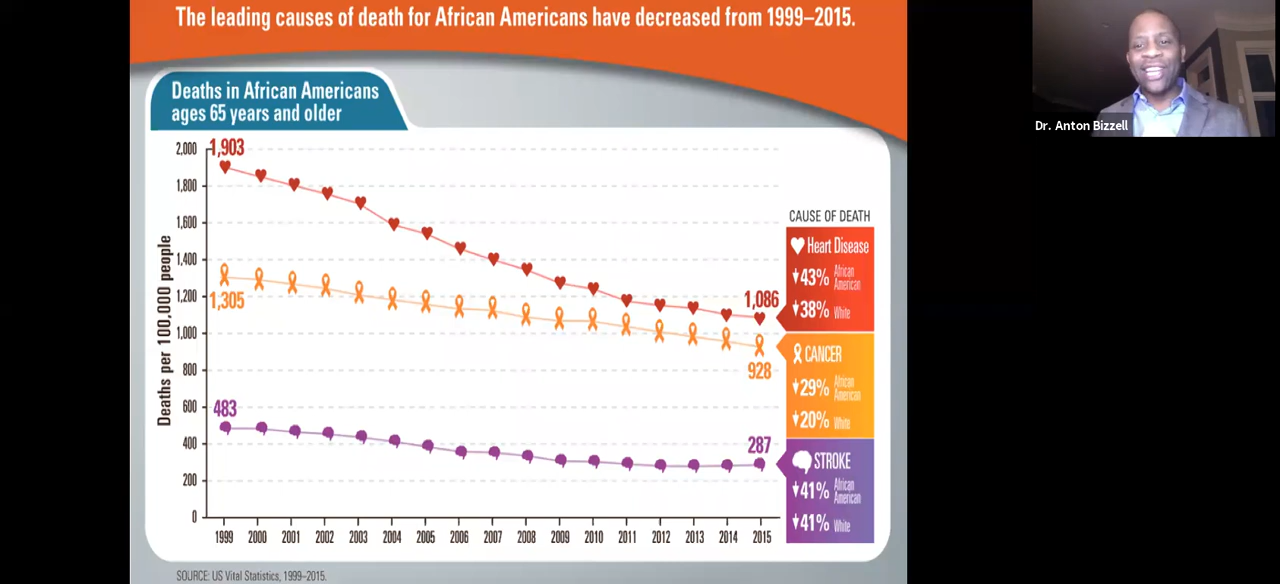 The leading causes of death for African Americans have decreased from 1999–2015.
Dr. Anton Bizzell
Deaths in African Americans
ages 65 years and older
Deaths per 100,000 people
2,000
1,800
1,600
1,400
1,200
1,000
800
600
400
200
0
1,903
1,305
483
1,086
928
287
1999 2000 2001 2002 2003 2004 2005 2006 2007 2008 2009 2010 2011 2012 2013 2014 2015
CAUSE OF DEATH
Heart Disease
43% African
American
38% White
CANCER
29% African
American
20% White
STROKE
41% African
American
41% White
SOURCE: US Vital Statistics, 1999–2015.